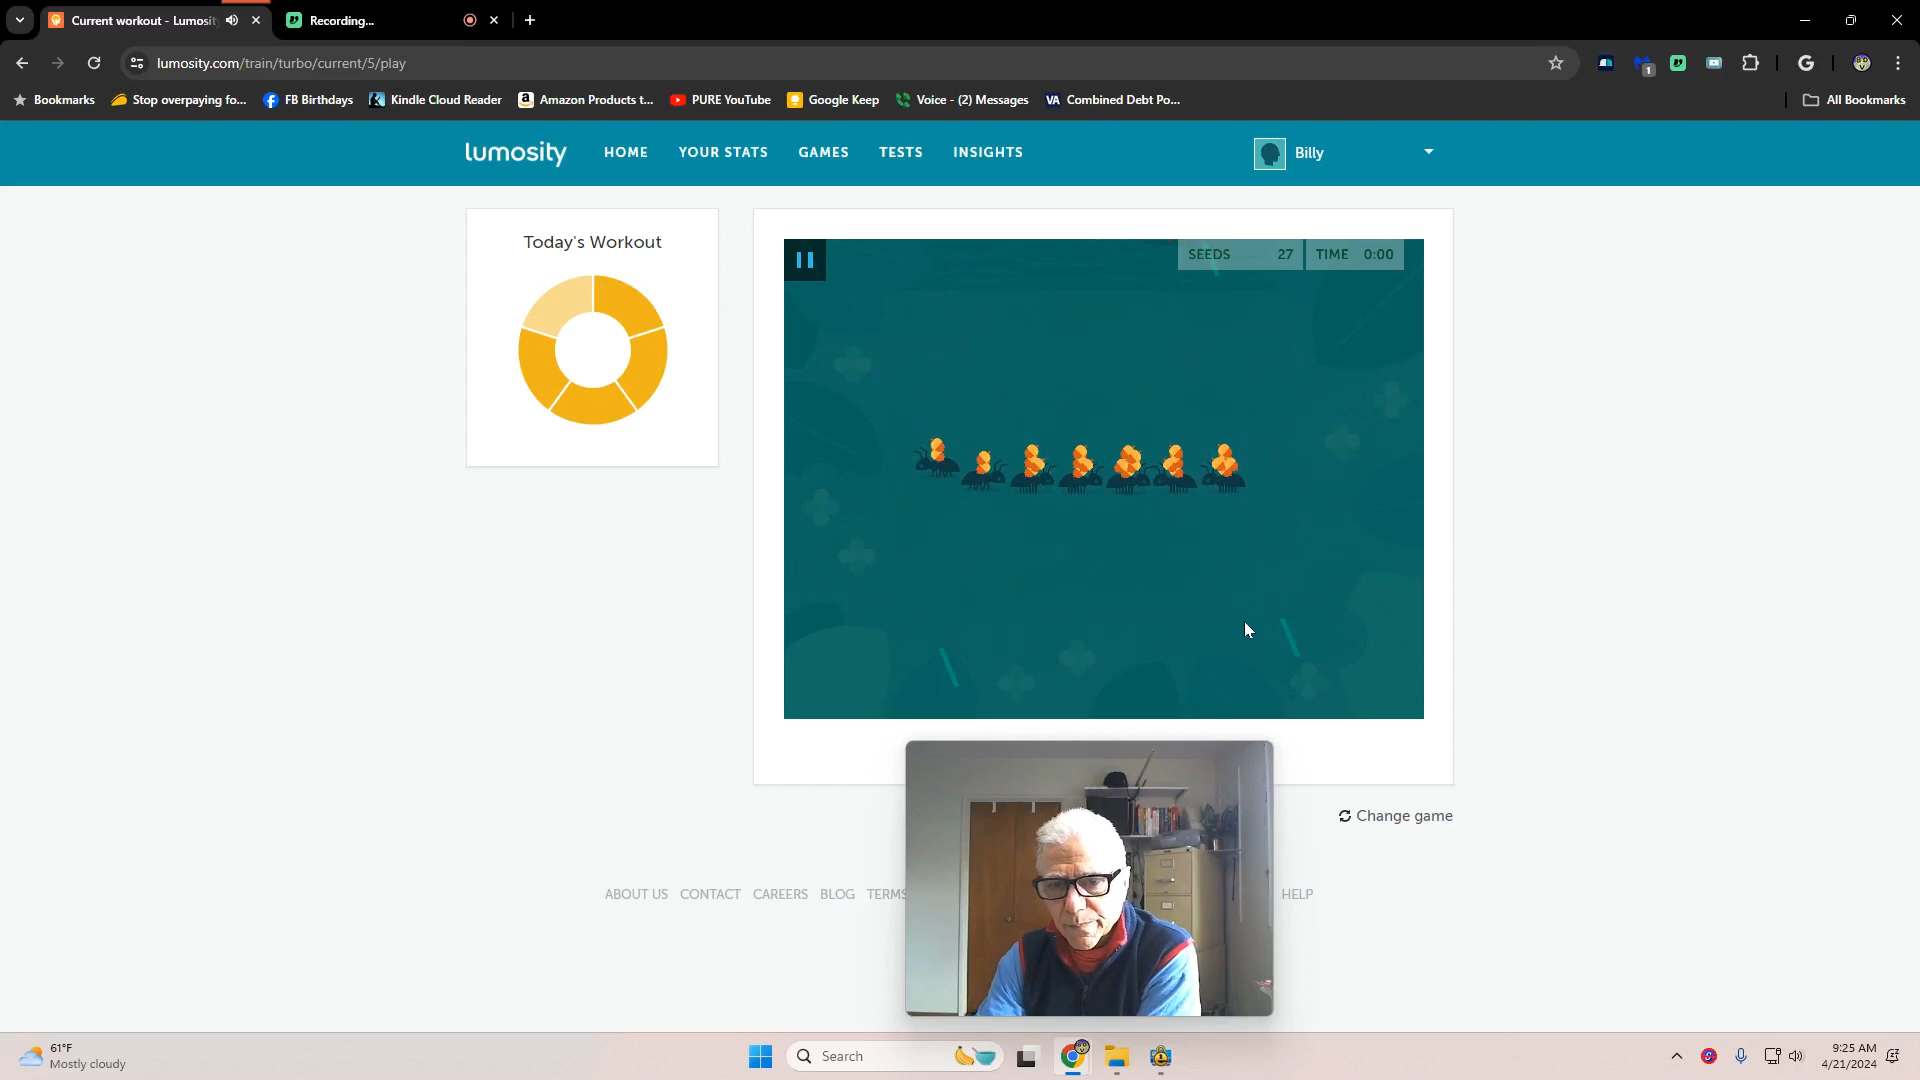 Current workout - Lumosit
Recording...
lumosity.com/train/turbo/current/5/play
1
Bookmarks
Stop overpaying fo...
FB Birthdays
Kindle Cloud Reader
Amazon Products t...
PURE YouTube
Google Keep
Voice - (2) Messages
VA Combined Debt Po...
All Bookmarks
lumosity
HOME
YOUR STATS
GAMES
TESTS
INSIGHTS
Billy
Today's Workout
SEEDS 27
TIME 0:00
Change game
ABOUT US
CONTACT
CAREERS
BLOG
TERMS
HELP
61°F
Mostly cloudy
Search
9:25 AM
4/21/2024